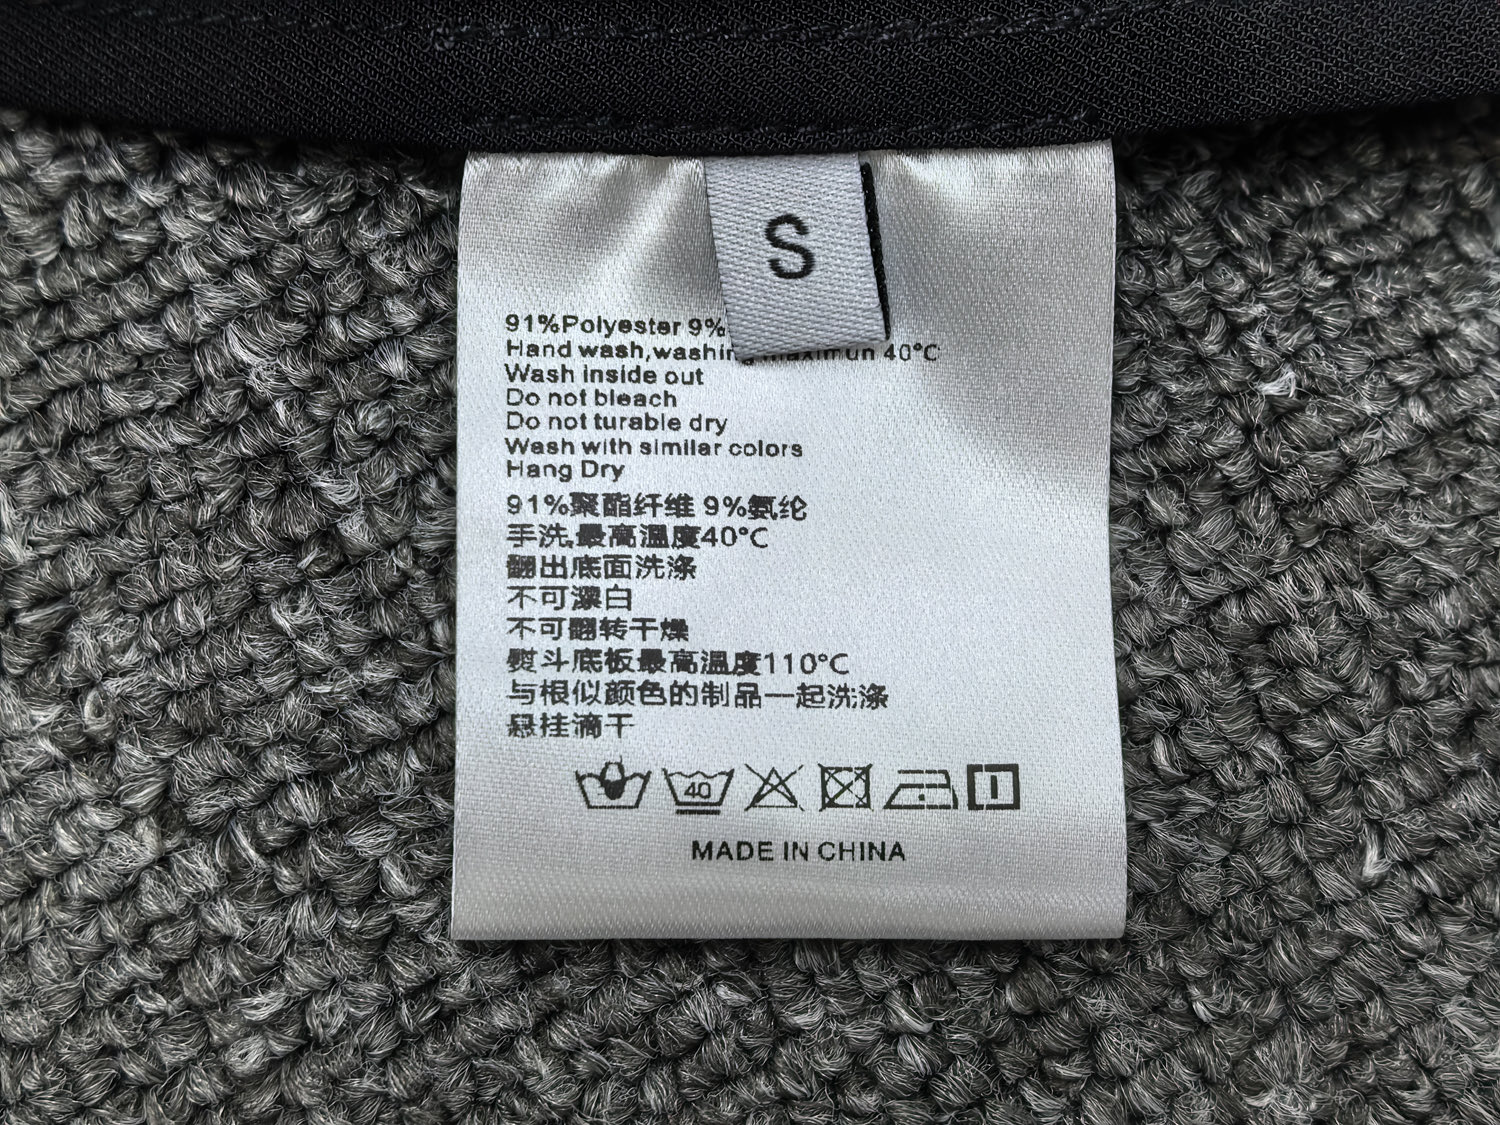 S
91%Polyester 9%
Hand wash,washin maximun 40°C
Wash inside out
Do not bleach
Do not turable dry
Wash with similar colors
Hang Dry
91%聚酯纤维 9%氨纶
手洗,最高温度40°C
翻出底面洗涤
不可漂白
不可翻转干燥
熨斗底板最高温度110°C
与根似颜色的制品一起洗涤
悬挂滴干
40
MADE IN CHINA